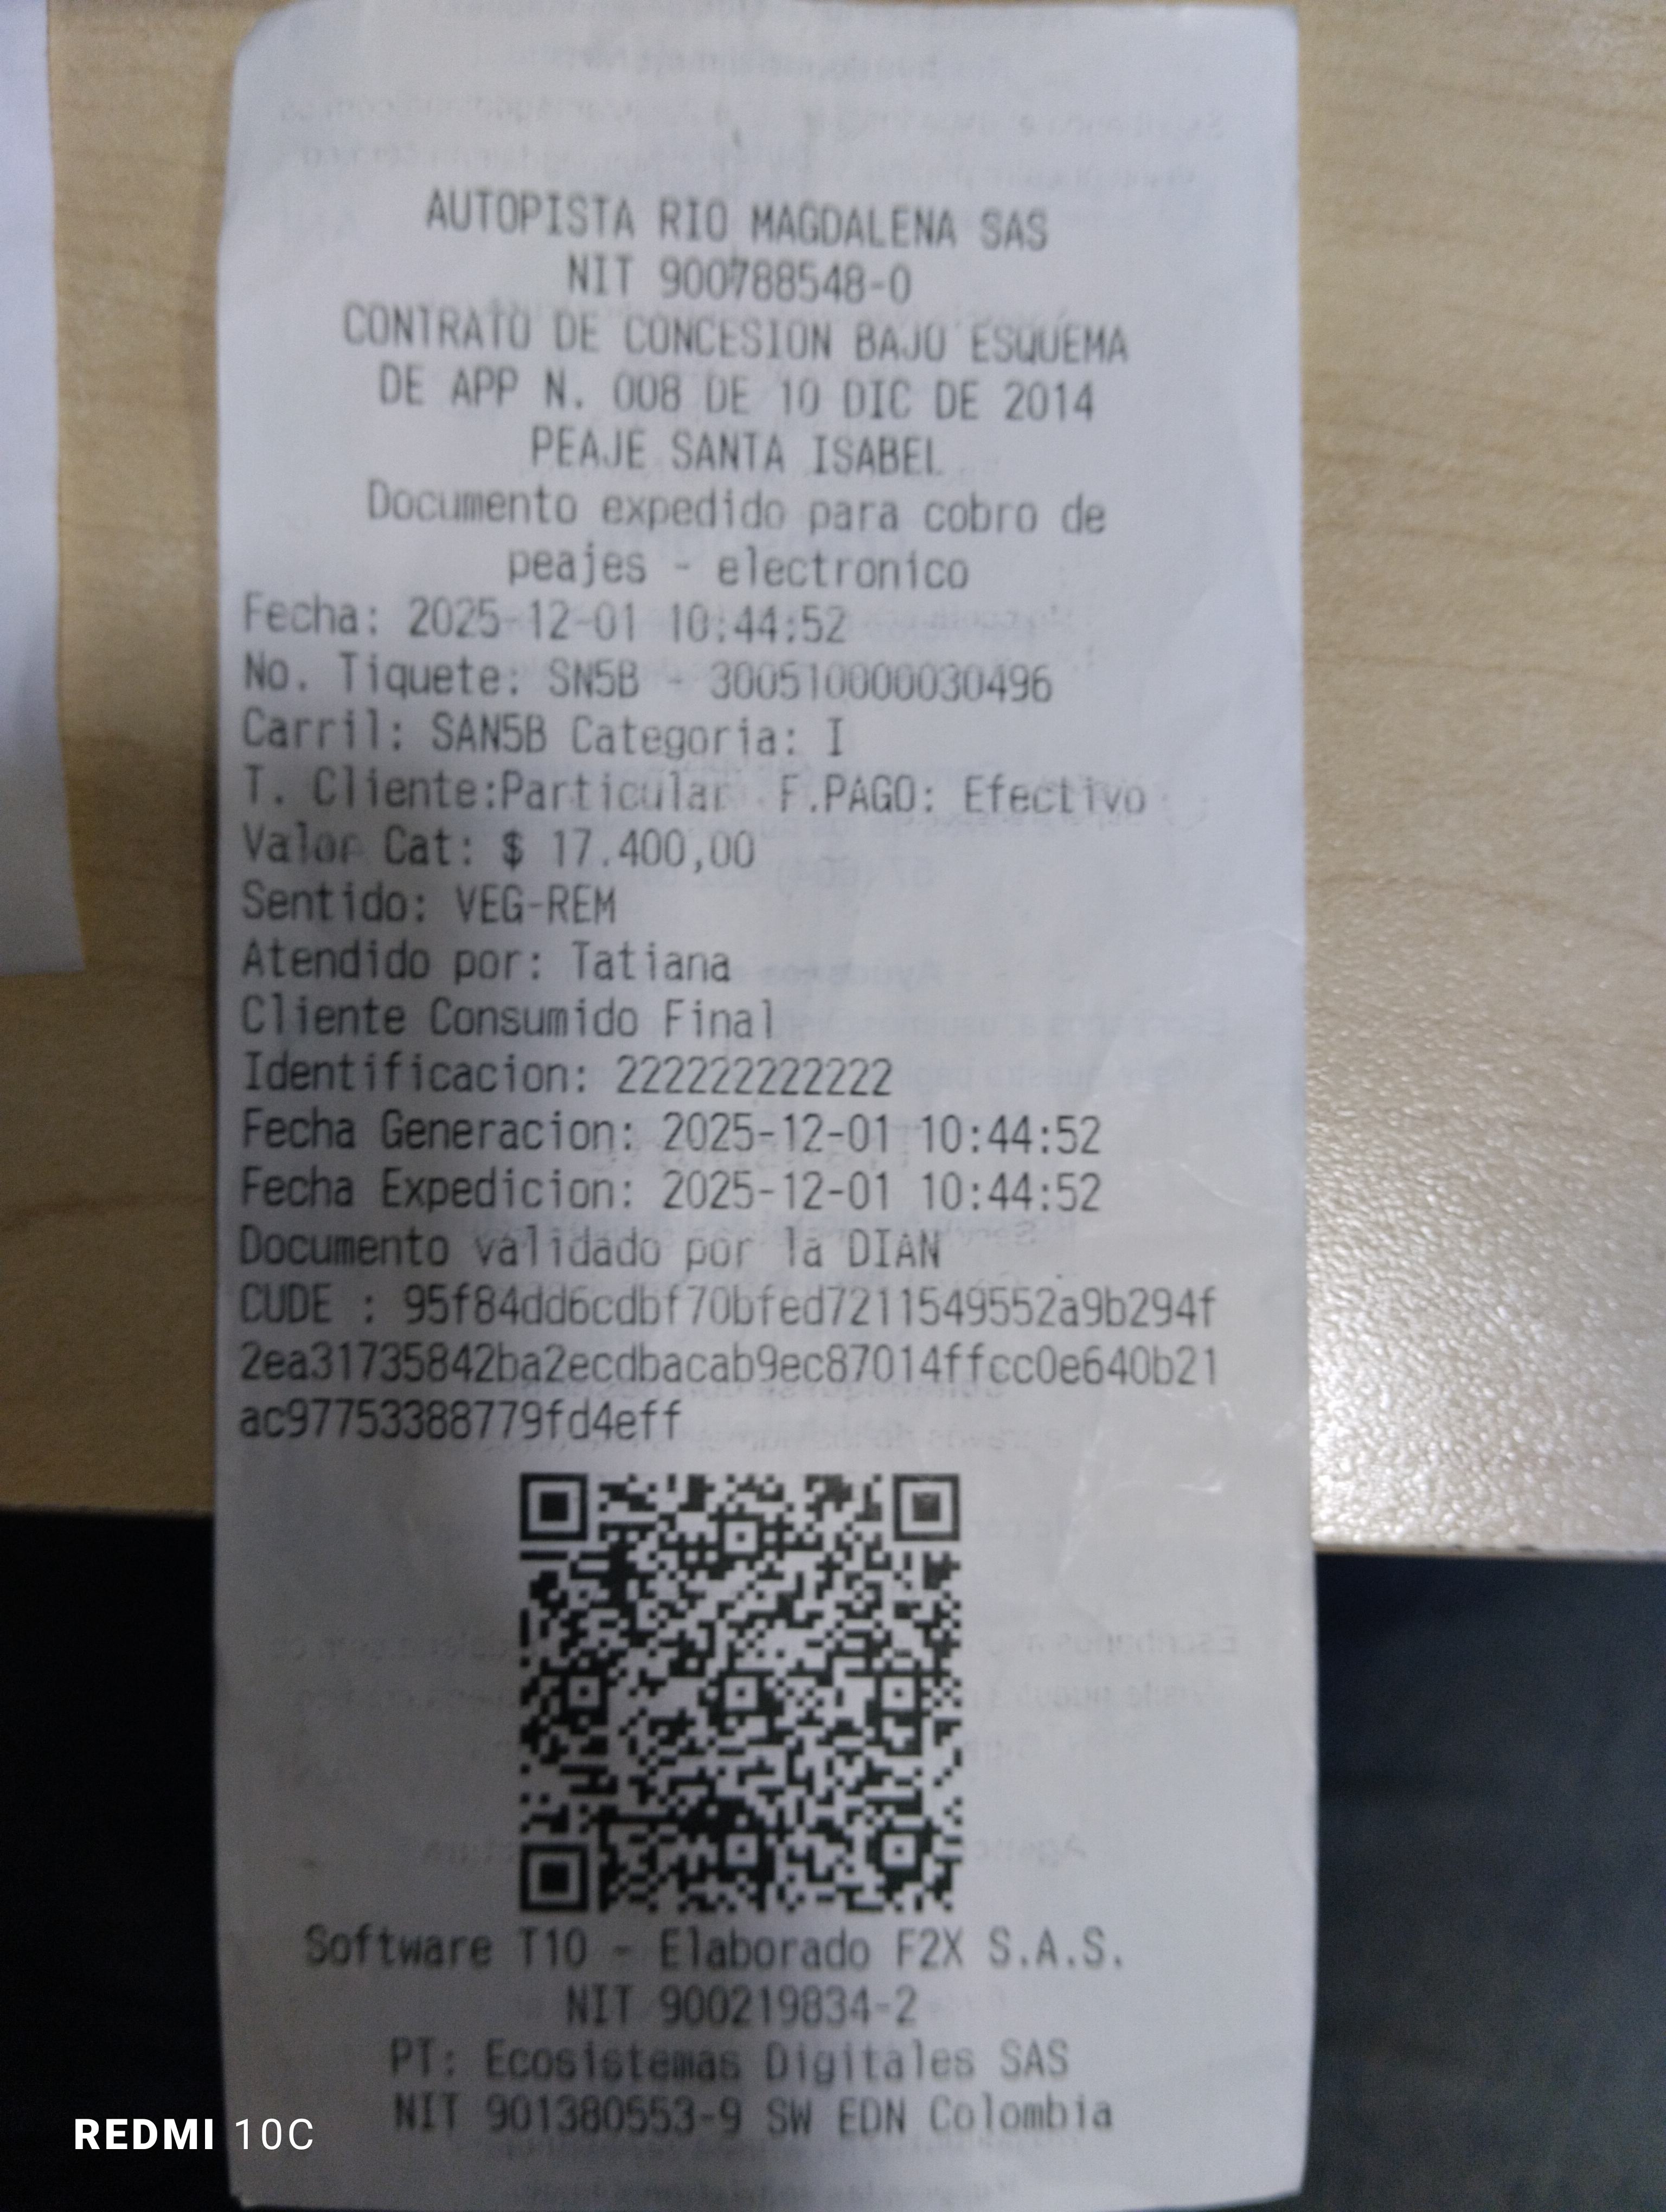 AUTOPISTA RIO MAGDALENA SAS
NIT 900788548-0
CONTRATO DE CONCESION BAJO ESQUEMA
DE APP N. 008 DE 10 DIC DE 2014
PEAJE SANTA ISABEL
Documento expedido para cobro de
peajes - electronico
Fecha: 2025-12-01 10:44:52
No. Tiquete: SN5B - 300510000030496
Carril: SAN5B Categoria: I
T. Cliente:Particular F.PAGO: Efectivo
Valor Cat: $ 17.400,00
Sentido: VEG-REM
Atendido por: Tatiana
Cliente Consumido Final
Identificacion: 222222222222
Fecha Generacion: 2025-12-01 10:44:52
Fecha Expedicion: 2025-12-01 10:44:52
Documento validado por la DIAN
CUDE : 95f84dd6cdbf70bfed7211549552a9b294f
2ea31735842ba2ecdbacab9ec87014ffcc0e640b21
ac97753388779fd4eff
Software T10 - Elaborado F2X S.A.S.
NIT 900219834-2
PT: Ecosistemas Digitales SAS
NIT 901380553-9 SW EDN Colombia
REDMI 10C